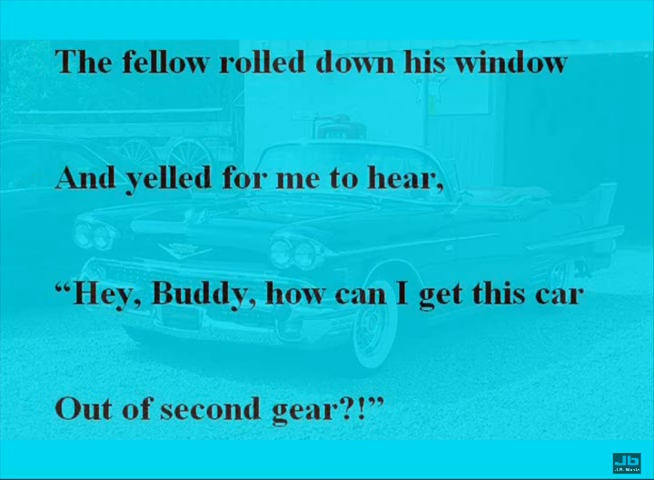 The fellow rolled down his window
And yelled for me to hear,
“Hey, Buddy, how can I get this car
Out of second gear?!”
Jb